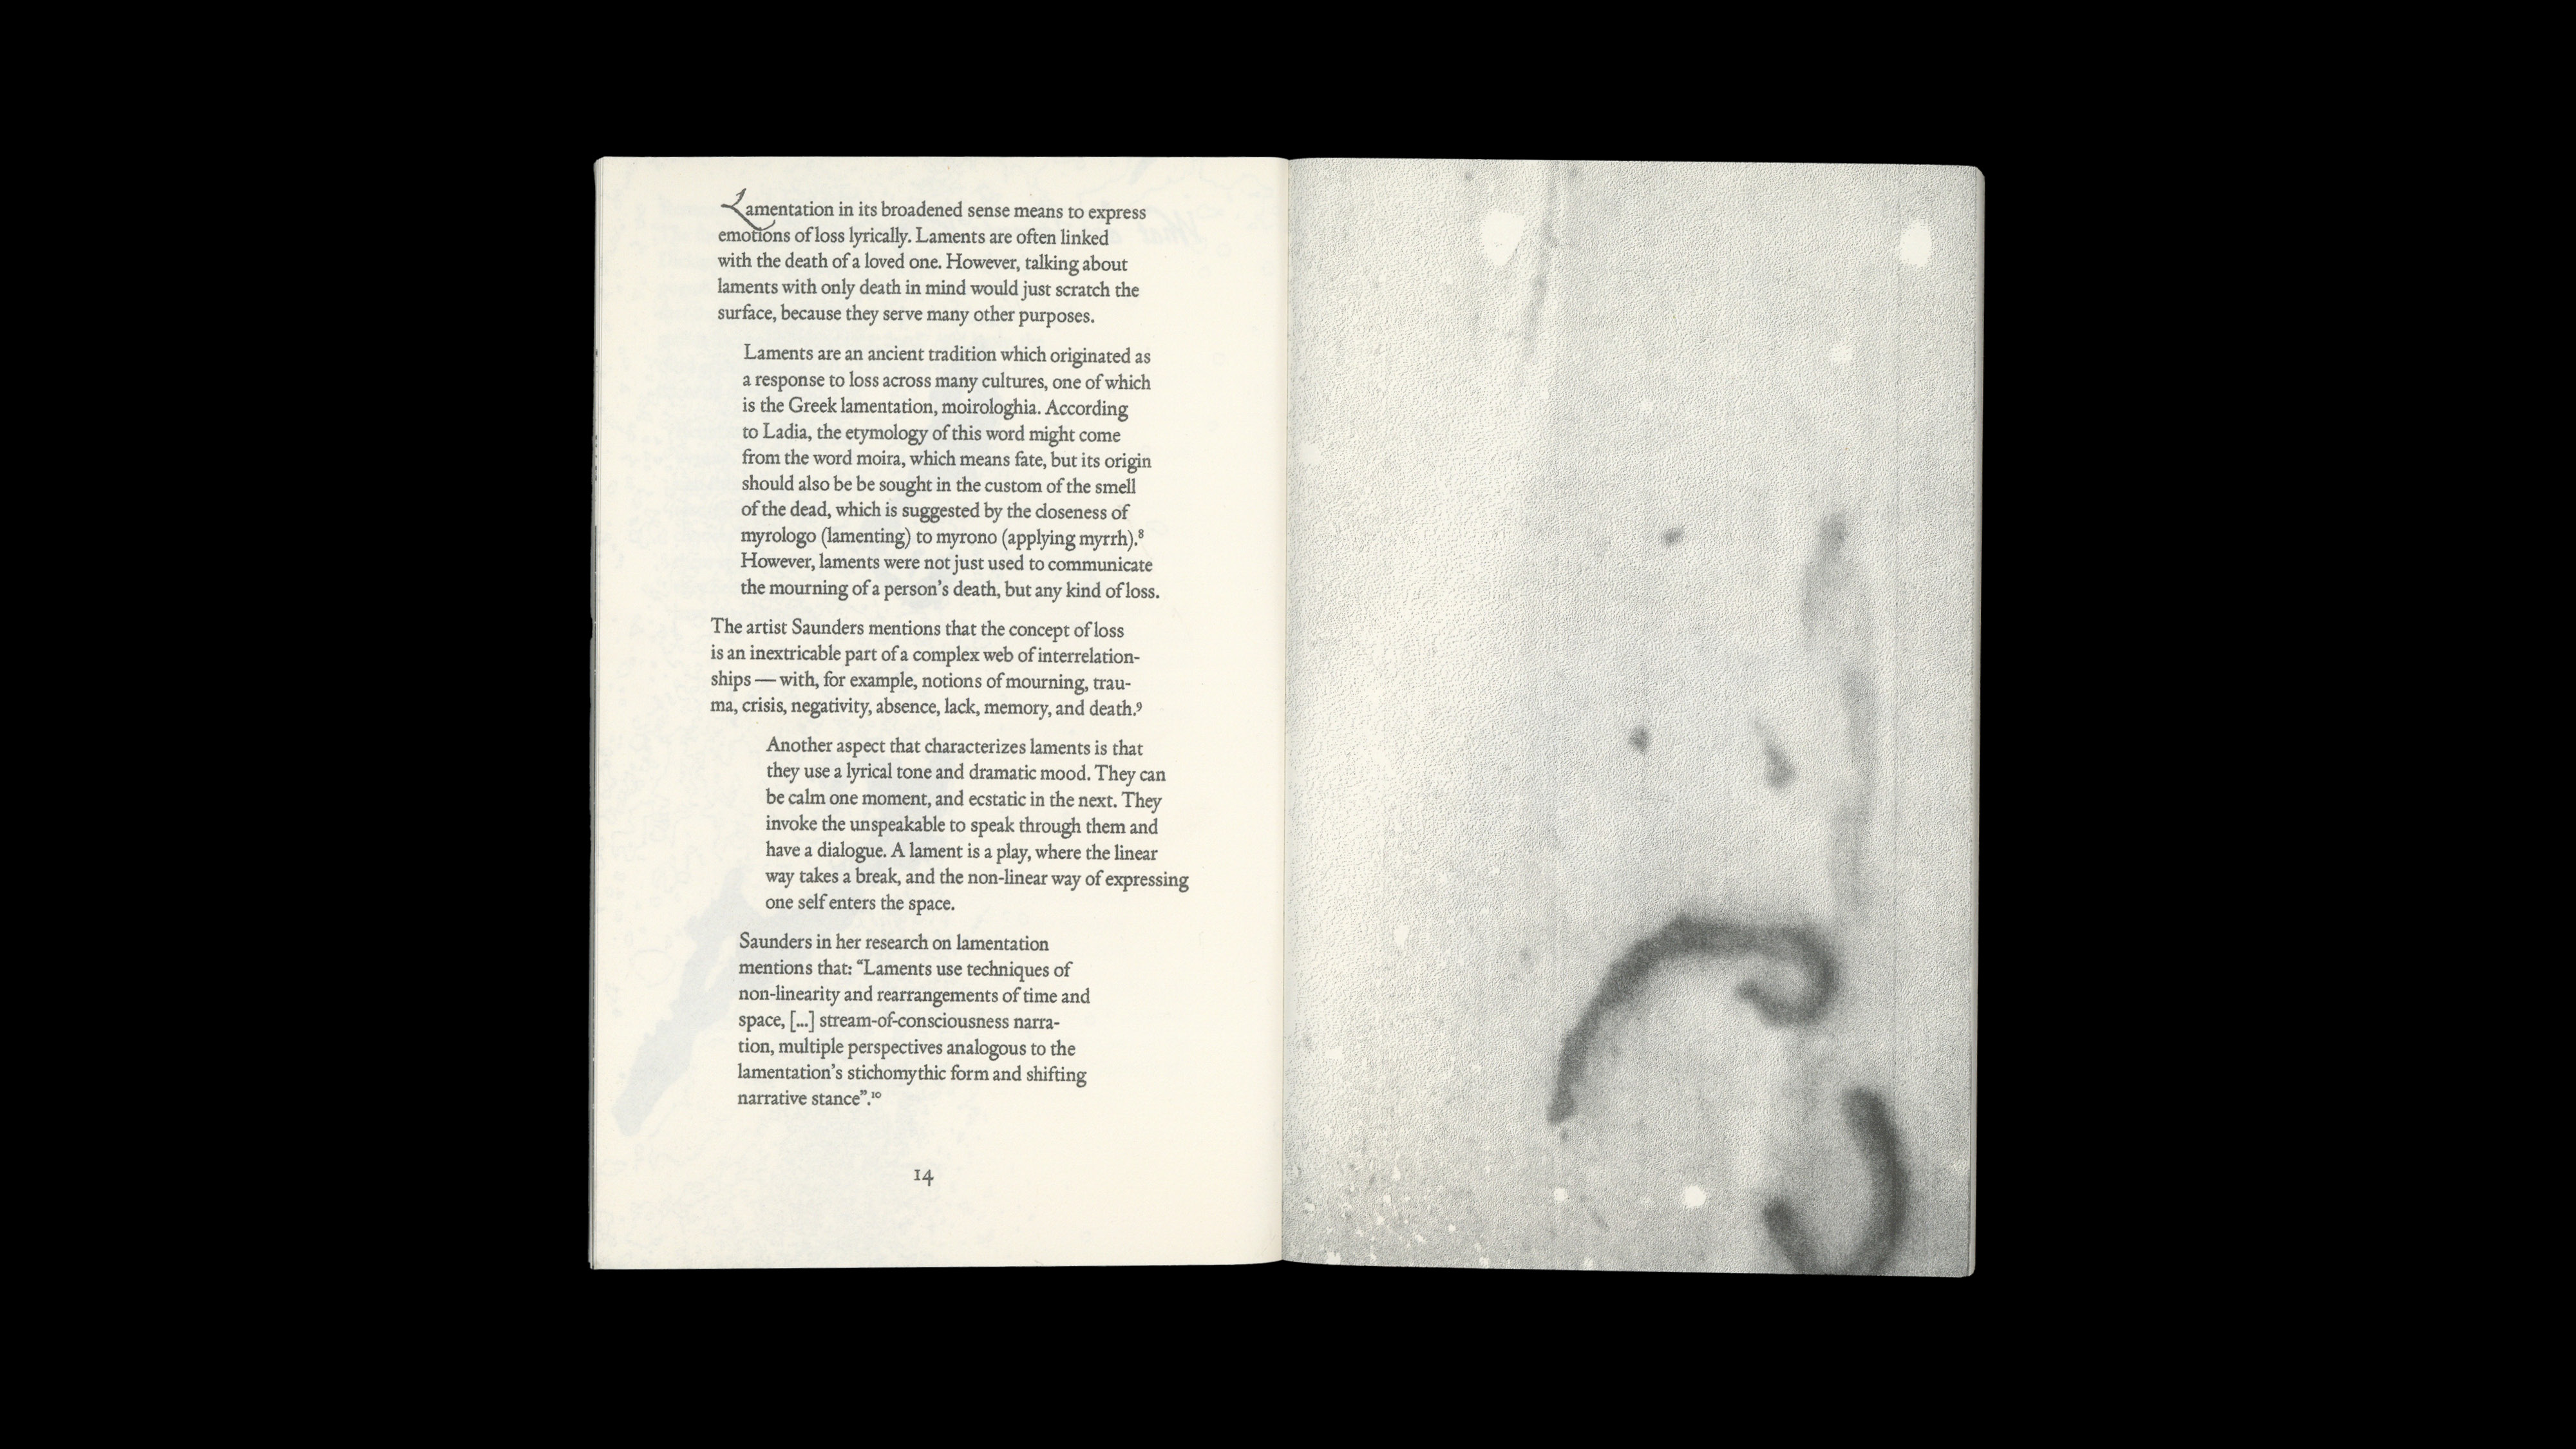 Lamentation in its broadened sense means to express
emotions of loss lyrically. Laments are often linked
with the death of a loved one. However, talking about
laments with only death in mind would just scratch the
surface, because they serve many other purposes.
Laments are an ancient tradition which originated as
a response to loss across many cultures, one of which
is the Greek lamentation, moirologhia. According
to Ladia, the etymology of this word might come
from the word moira, which means fate, but its origin
should also be be sought in the custom of the smell
of the dead, which is suggested by the closeness of
myrologo (lamenting) to myrono (applying myrrh).⁸
However, laments were not just used to communicate
the mourning of a person’s death, but any kind of loss.
The artist Saunders mentions that the concept of loss
is an inextricable part of a complex web of interrelation-
ships — with, for example, notions of mourning, trau-
ma, crisis, negativity, absence, lack, memory, and death.⁹
Another aspect that characterizes laments is that
they use a lyrical tone and dramatic mood. They can
be calm one moment, and ecstatic in the next. They
invoke the unspeakable to speak through them and
have a dialogue. A lament is a play, where the linear
way takes a break, and the non-linear way of expressing
one self enters the space.
Saunders in her research on lamentation
mentions that: “Laments use techniques of
non-linearity and rearrangements of time and
space, [...] stream-of-consciousness narra-
tion, multiple perspectives analogous to the
lamentation’s stichomythic form and shifting
narrative stance”.¹⁰
14